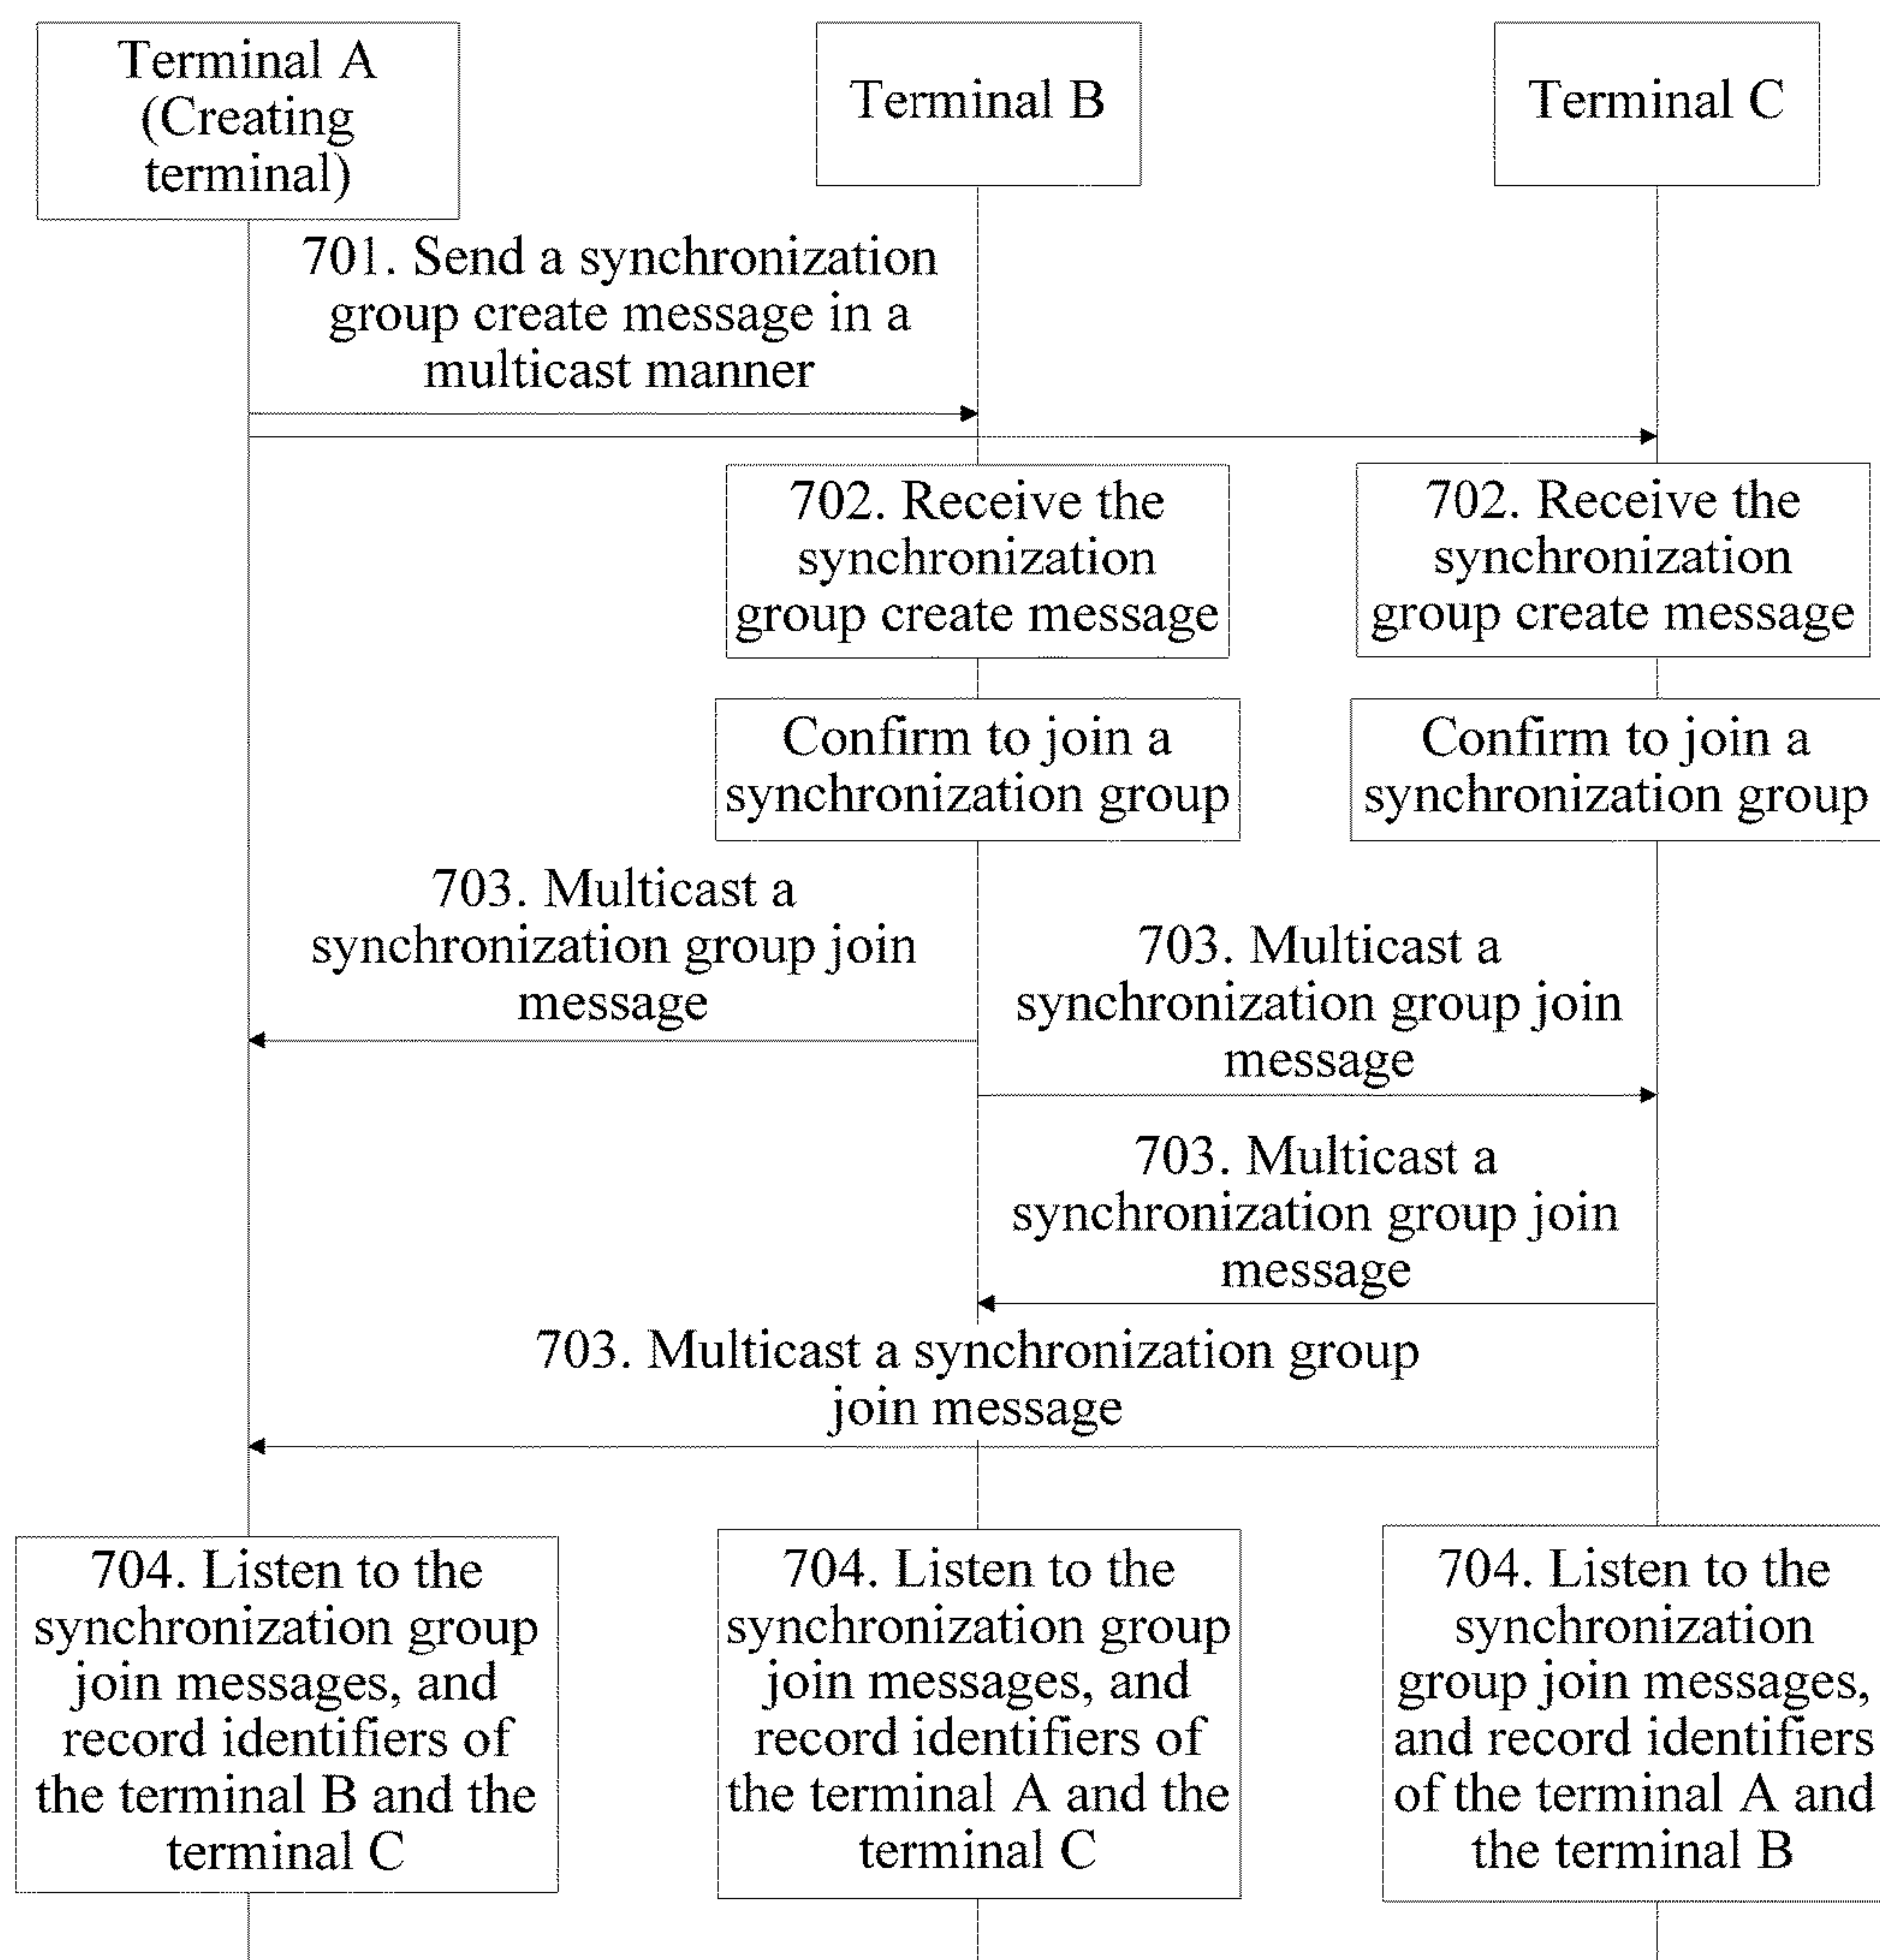 Terminal A
(Creating
terminal)
Terminal B
Terminal C
701. Send a synchronization
group create message in a
multicast manner
702. Receive the
synchronization
group create message
702. Receive the
synchronization
group create message
Confirm to join a
synchronization group
Confirm to join a
synchronization group
703. Multicast a
synchronization group join
message
703. Multicast a
synchronization group join
message
703. Multicast a
synchronization group join
message
703. Multicast a synchronization group
join message
704. Listen to the
synchronization group
join messages, and
record identifiers of
the terminal B and the
terminal C
704. Listen to the
synchronization group
join messages, and
record identifiers of
the terminal A and the
terminal C
704. Listen to the
synchronization
group join messages,
and record identifiers
of the terminal A and
the terminal B